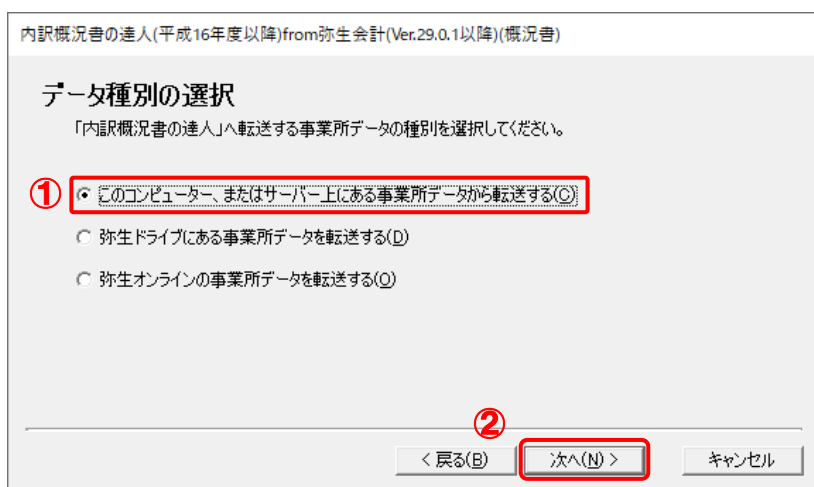 内訳概況書の達人(平成16年度以降)from弥生会計(Ver.29.0.1以降)(概況書)
データ種別の選択
「内訳概況書の達人」へ転送する事業所データの種別を選択してください。
① このコンピューター、またはサーバー上にある事業所データから転送する(C)
弥生ドライブにある事業所データを転送する(D)
弥生オンラインの事業所データを転送する(O)
②
< 戻る(B) 次へ(N) > キャンセル